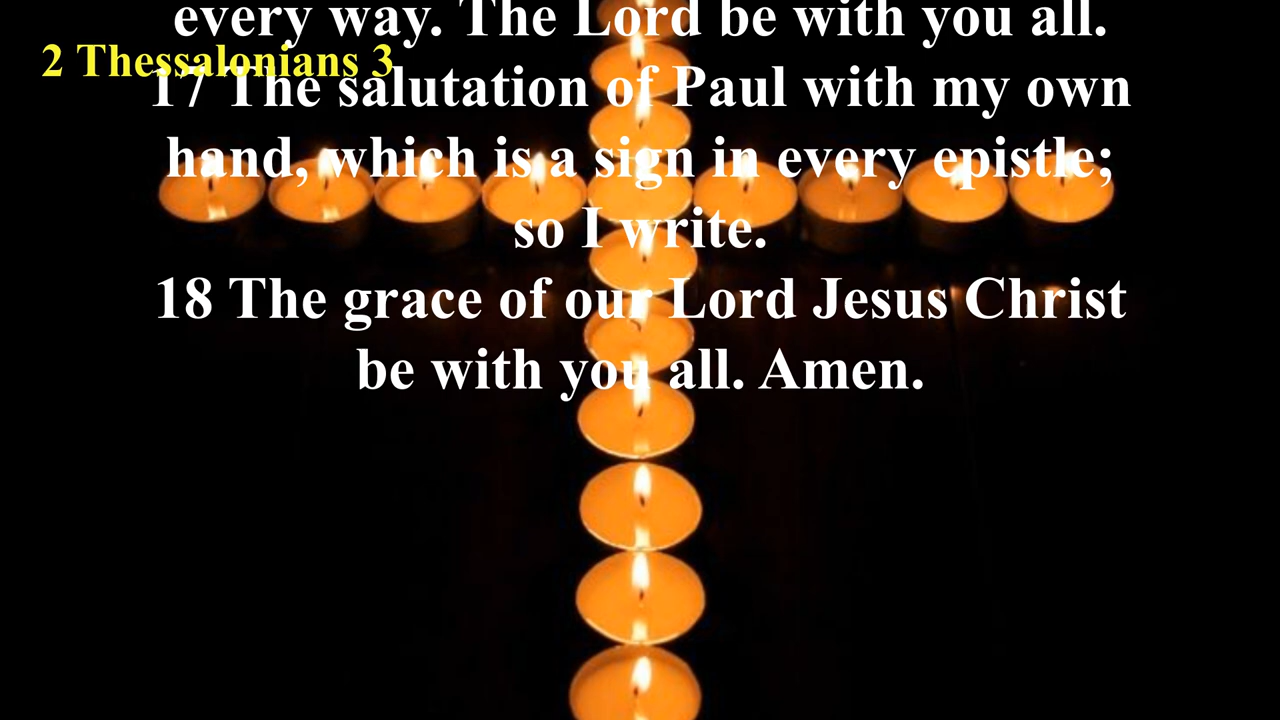 every way. The Lord be with you all.
2 Thessalonians 3
17 The salutation of Paul with my own
hand, which is a sign in every epistle;
so I write.
18 The grace of our Lord Jesus Christ
be with you all. Amen.